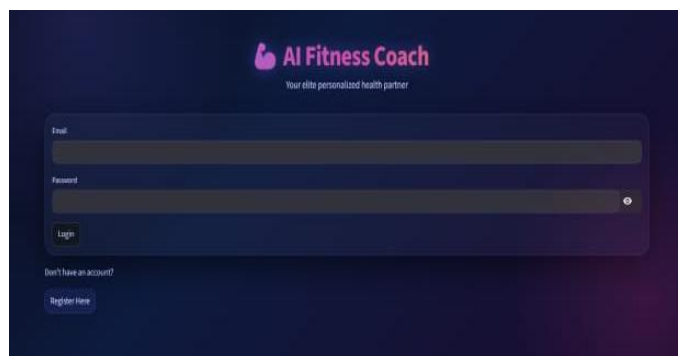 AI Fitness Coach
Your elite personalized health partner
Email
Password
Login
Don't have an account?
Register Here